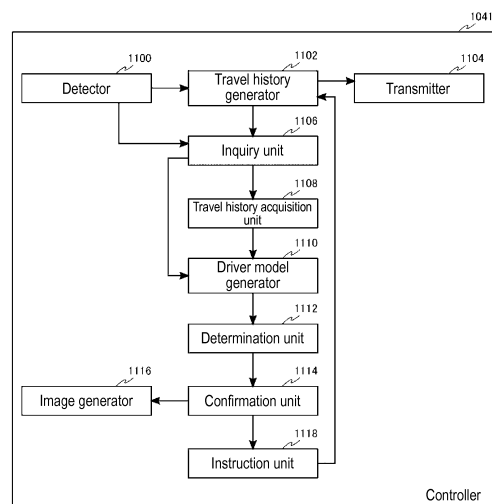 1041
1100
1102
1104
Detector
Travel history
generator
Transmitter
1106
Inquiry unit
1108
Travel history acquisition
unit
1110
Driver model
generator
1112
Determination unit
1116
1114
Image generator
Confirmation unit
1118
Instruction unit
Controller